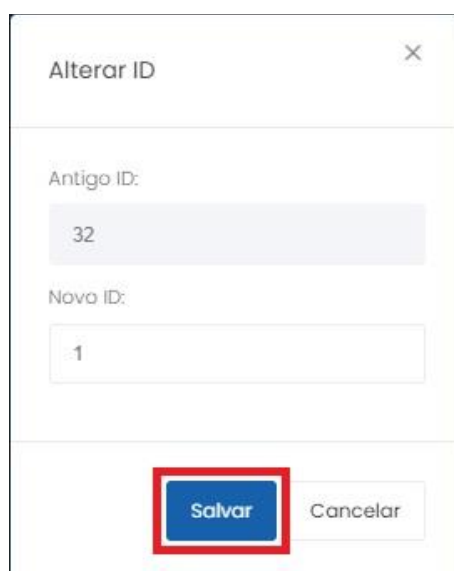 Alterar ID
Antigo ID:
32
Novo ID:
1
Salvar
Cancelar